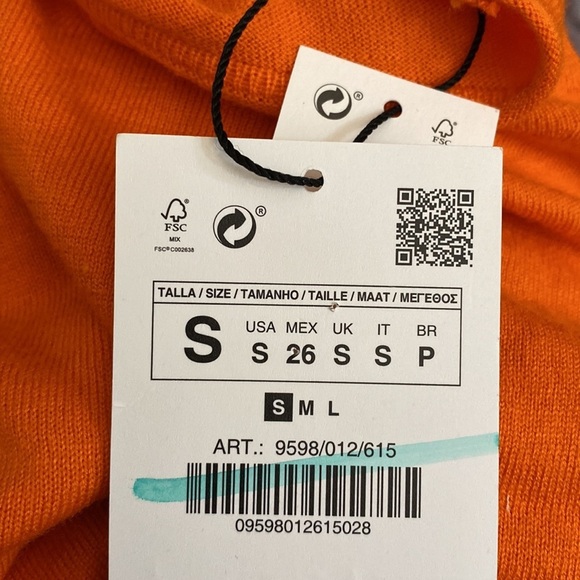 ®
FSC
FSC
MIX
FSC® C002638
®
TALLA / SIZE / TAMANHO / TAILLE / MAAT / ΜΕΓΕΘΟΣ
S
USA MEX UK IT BR
S 26 S S P
S M L
ART.: 9598/012/615
09598012615028